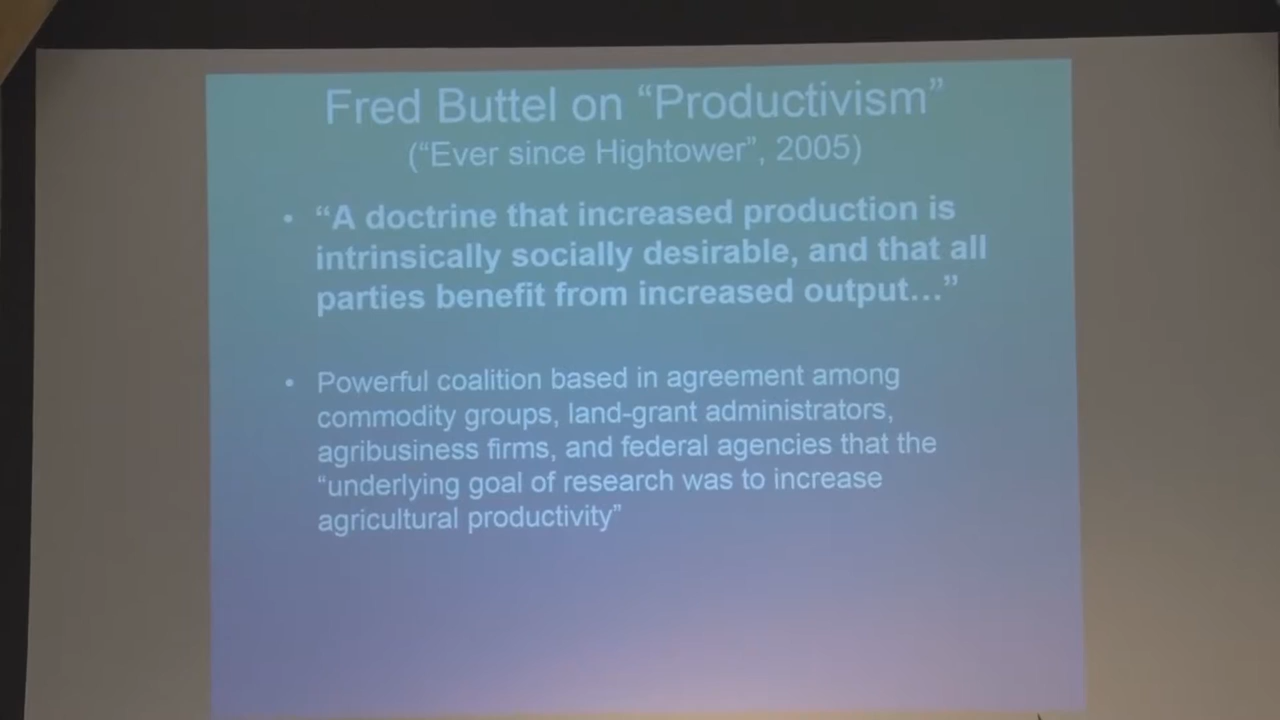 Fred Buttel on “Productivism”
(“Ever since Hightower”, 2005)
• “A doctrine that increased production is
intrinsically socially desirable, and that all
parties benefit from increased output…”
• Powerful coalition based in agreement among
commodity groups, land-grant administrators,
agribusiness firms, and federal agencies that the
“underlying goal of research was to increase
agricultural productivity”